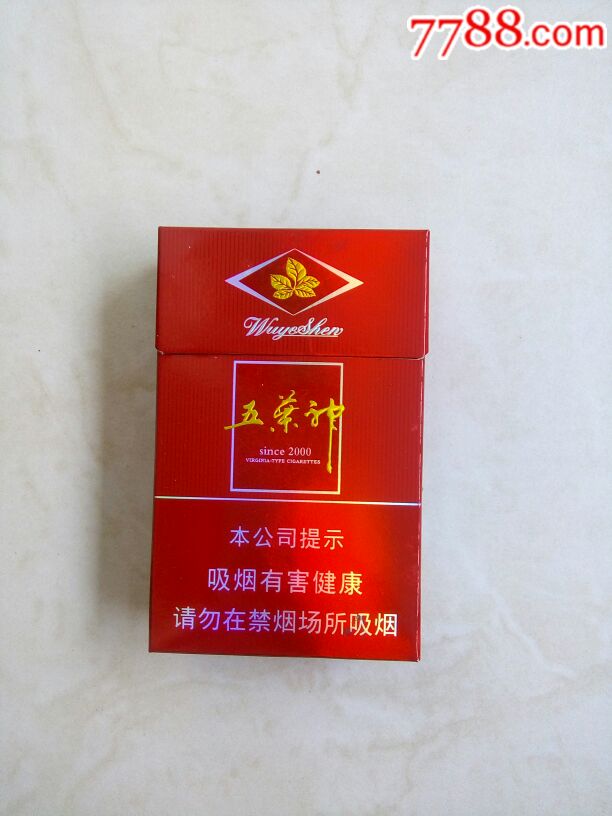 7788.com
WuyeShen
五葉神
since 2000
VIRGINIA-TYPE CIGARETTES
本公司提示
吸烟有害健康
请勿在禁烟场所吸烟